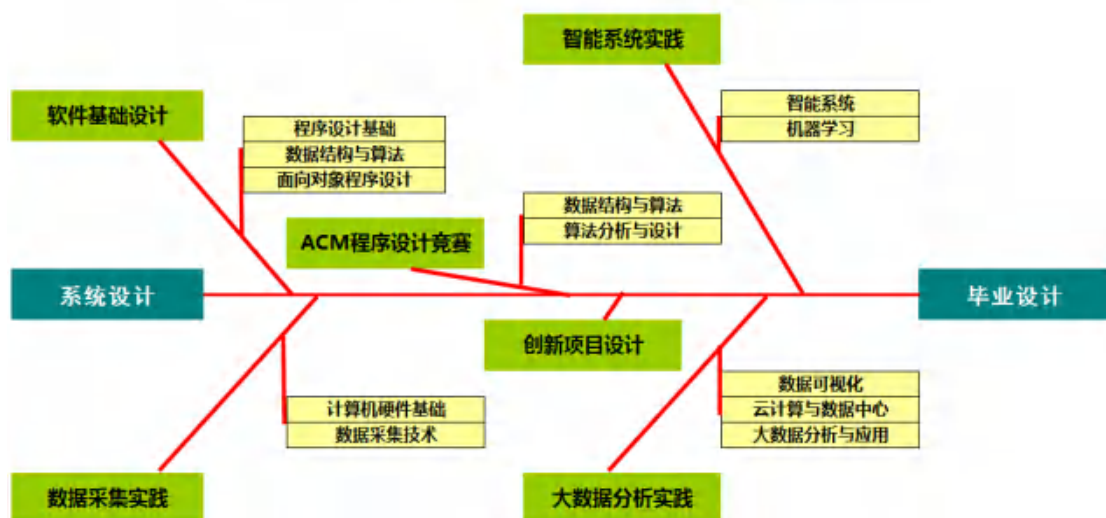 智能系统实践
软件基础设计
智能系统
机器学习
程序设计基础
数据结构与算法
面向对象程序设计
数据结构与算法
算法分析与设计
ACM程序设计竞赛
系统设计
毕业设计
创新项目设计
数据可视化
云计算与数据中心
大数据分析与应用
计算机硬件基础
数据采集技术
数据采集实践
大数据分析实践